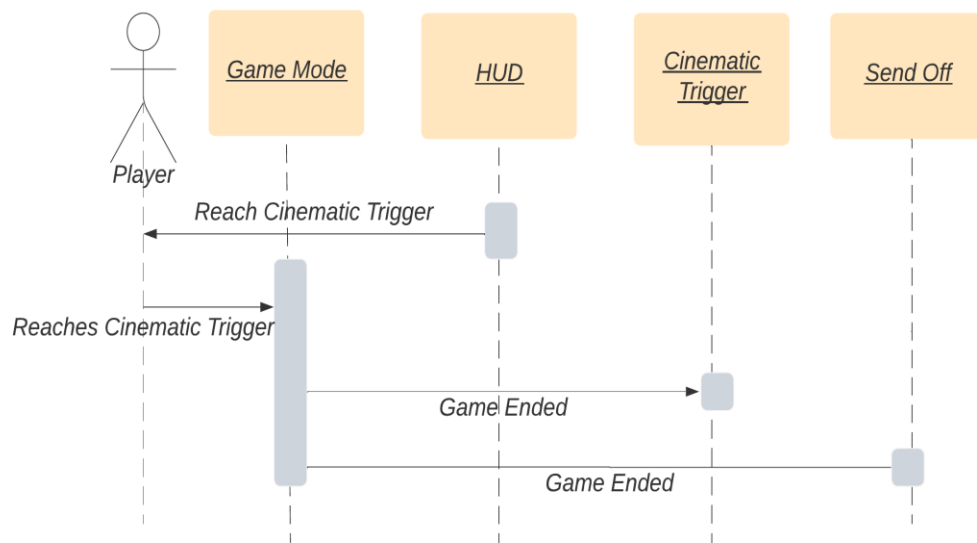 Game Mode
HUD
Cinematic
Trigger
Send Off
Player
Reach Cinematic Trigger
Reaches Cinematic Trigger
Game Ended
Game Ended